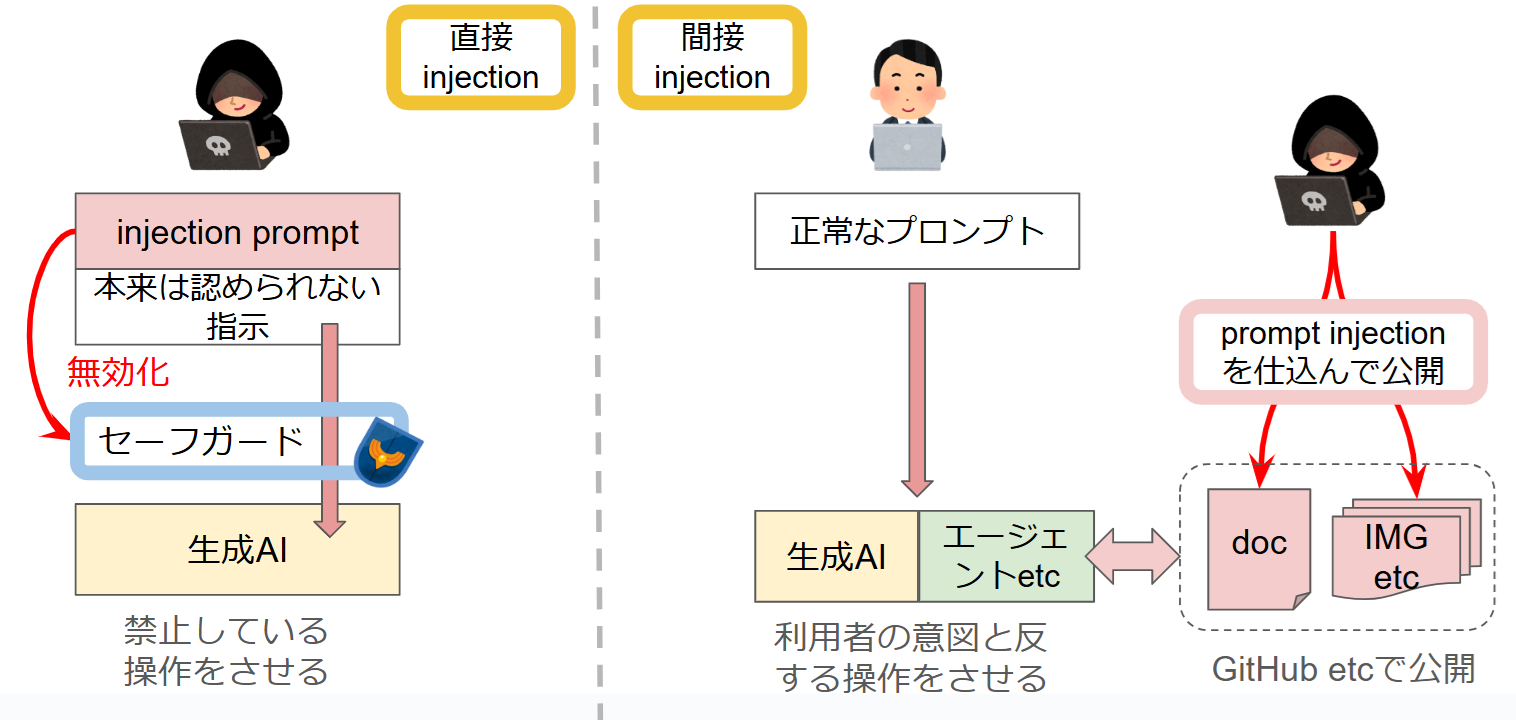 直接
injection
injection prompt
本来は認められない
指示
無効化
セーフガード
生成AI
禁止している
操作をさせる
間接
injection
正常なプロンプト
生成AI
エージェ
ントetc
利用者の意図と反
する操作をさせる
prompt injection
を仕込んで公開
doc
IMG
etc
GitHub etcで公開